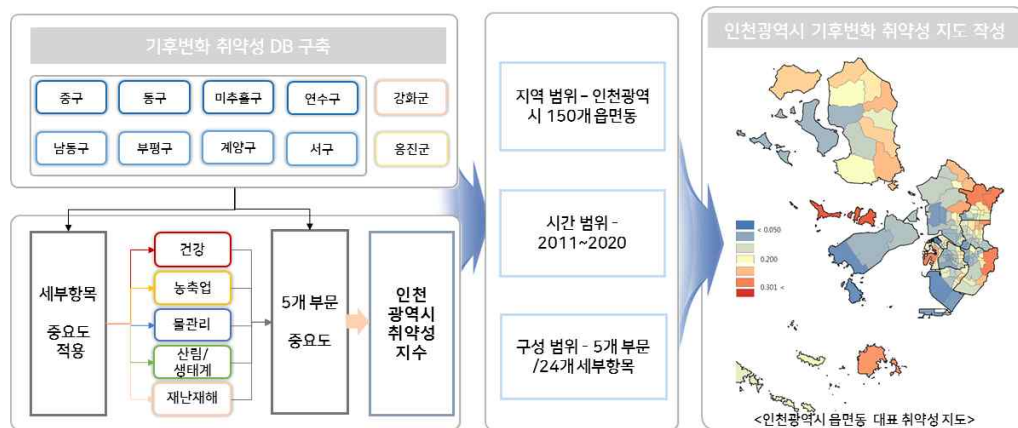 기후변화 취약성 DB 구축
중구
동구
미추홀구
연수구
강화군
남동구
부평구
계양구
서구
옹진군
세부항목
중요도
적용
건강
농축업
물관리
산림/
생태계
재난재해
5개 부문
중요도
인천
광역시
취약성
지수
지역 범위 – 인천광역
시 150개 읍면동
시간 범위 –
2011~2020
구성 범위 – 5개 부문
/24개 세부항목
인천광역시 기후변화 취약성 지도 작성
< 0.050
0.200
0.301 <
<인천광역시 읍면동 대표 취약성 지도>